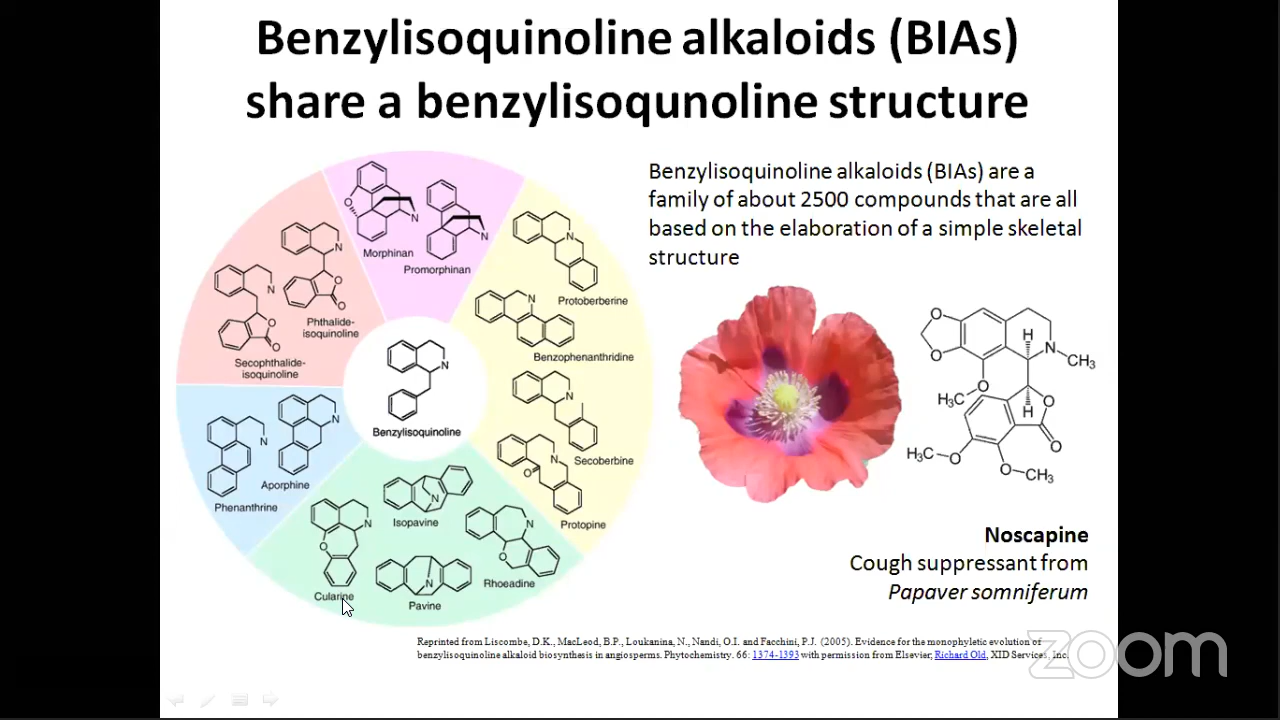 Benzylisoquinoline alkaloids (BIAs)
share a benzylisoqunoline structure
Benzylisoquinoline alkaloids (BIAs) are a
family of about 2500 compounds that are all
based on the elaboration of a simple skeletal
structure
O
N
Morphinan
N
Promorphinan
N
Protoberberine
N
Benzophenanthridine
N
Secoberbine
N
O
Protopine
N
O
Rhoeadine
N
Isopavine
N
Pavine
N
O
Cularine
N
Aporphine
N
Phenanthrine
N
O
O
Secophthalide-
isoquinoline
N
O
O
Phthalide-
isoquinoline
N
Benzylisoquinoline
O
O
H
N
CH3
O
H3C
H
O
O
H3C
O
O
CH3
Noscapine
Cough suppressant from
Papaver somniferum
Reprinted from Liscombe, D.K., MacLeod, B.P., Loukanina, N., Nandi, O.I. and Facchini, P.J. (2005). Evidence for the monophyletic evolution of
benzylisoquinoline alkaloid biosynthesis in angiosperms. Phytochemistry. 66: 1374-1393 with permission from Elsevier; Richard Old, XID Services, Inc.
zoom